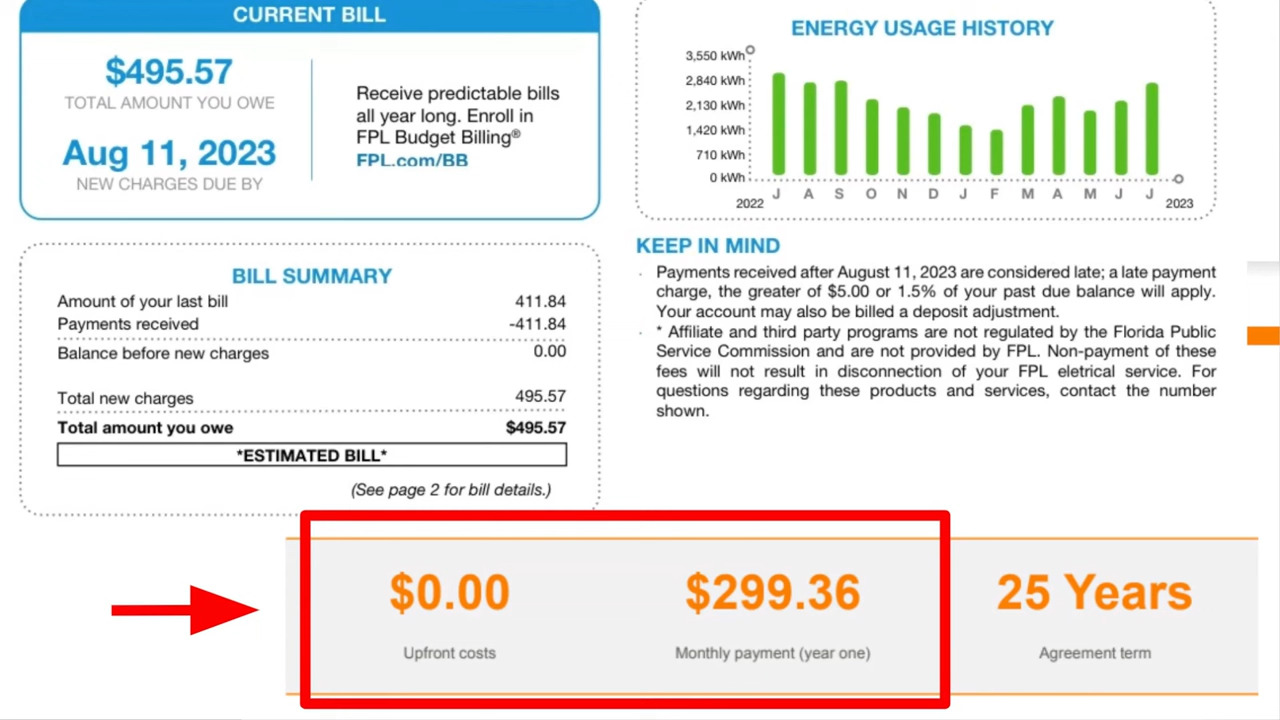 CURRENT BILL
$495.57
TOTAL AMOUNT YOU OWE
Aug 11, 2023
NEW CHARGES DUE BY
Receive predictable bills
all year long. Enroll in
FPL Budget Billing®
FPL.com/BB
ENERGY USAGE HISTORY
3,550 kWh
2,840 kWh
2,130 kWh
1,420 kWh
710 kWh
0 kWh
J A S O N D J F M A M J J
2022 2023
BILL SUMMARY
Amount of your last bill 411.84
Payments received -411.84
Balance before new charges 0.00
Total new charges 495.57
Total amount you owe $495.57
*ESTIMATED BILL*
(See page 2 for bill details.)
KEEP IN MIND
· Payments received after August 11, 2023 are considered late; a late payment
charge, the greater of $5.00 or 1.5% of your past due balance will apply.
Your account may also be billed a deposit adjustment.
· * Affiliate and third party programs are not regulated by the Florida Public
Service Commission and are not provided by FPL. Non-payment of these
fees will not result in disconnection of your FPL eletrical service. For
questions regarding these products and services, contact the number
shown.
$0.00 $299.36 25 Years
Upfront costs Monthly payment (year one) Agreement term